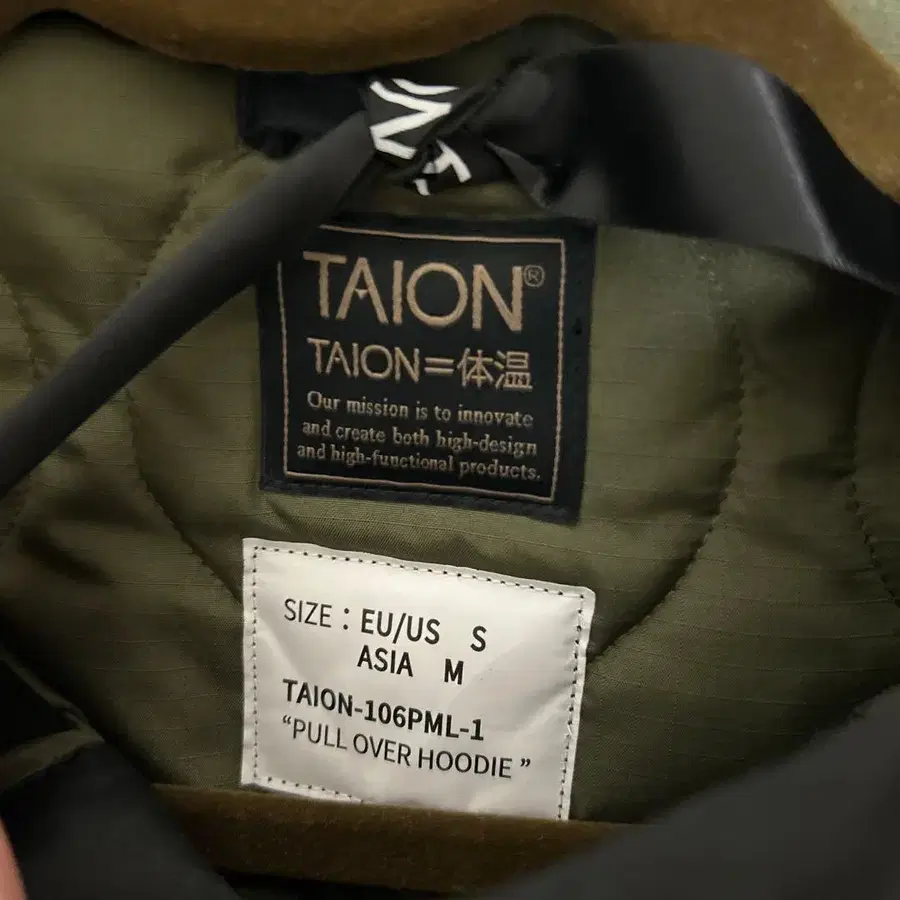 TAION®
TAION=体温
Our mission is to innovate
and create both high-design
and high-functional products.
SIZE : EU/US S
ASIA M
TAION-106PML-1
“PULL OVER HOODIE”